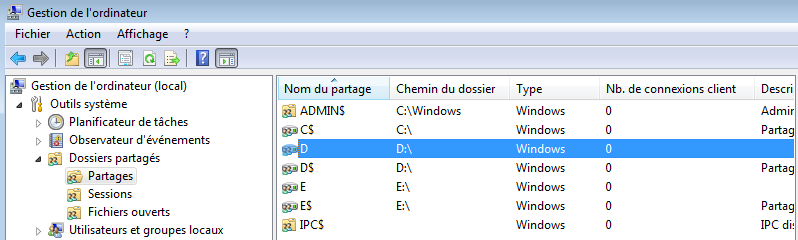 Gestion de l'ordinateur
Fichier Action Affichage ?
Gestion de l'ordinateur (local)
Outils système
Planificateur de tâches
Observateur d'événements
Dossiers partagés
Partages
Sessions
Fichiers ouverts
Utilisateurs et groupes locaux
Nom du partage Chemin du dossier Type Nb. de connexions client Descri
ADMIN$ C:\Windows Windows 0 Admin
C$ C:\ Windows 0 Partag
D D:\ Windows 0
D$ D:\ Windows 0 Partag
E E:\ Windows 0
E$ E:\ Windows 0 Partag
IPC$ Windows 0 IPC dis